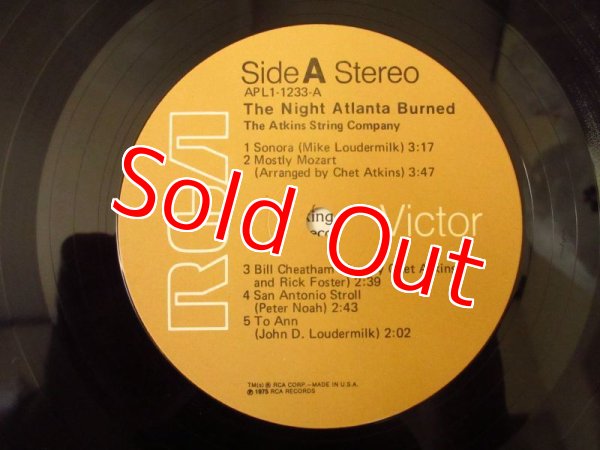 Side A Stereo
APL1-1233-A
The Night Atlanta Burned
The Atkins String Company
1 Sonora (Mike Loudermilk) 3:17
2 Mostly Mozart
(Arranged by Chet Atkins) 3:47
RCA
Victor
Sold Out
3 Bill Cheatham Chet Atkins
and Rick Foster) 2:39
4 San Antonio Stroll
(Peter Noah) 2:43
5 To Ann
(John D. Loudermilk) 2:02
TM(s) ® RCA CORP.—MADE IN U.S.A.
℗ 1975 RCA RECORDS